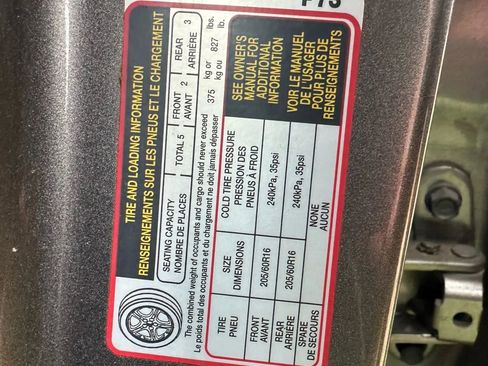 TIRE AND LOADING INFORMATION
RENSEIGNEMENTS SUR LES PNEUS ET LE CHARGEMENT
SEATING CAPACITY
NOMBRE DE PLACES
TOTAL 5
FRONT
AVANT 2
REAR
ARRIÈRE 3
The combined weight of occupants and cargo should never exceed
Le poids total des occupants et du chargement ne doit jamais dépasser
375 kg or 827 lbs.
kg ou lb.
TIRE
PNEU
SIZE
DIMENSIONS
COLD TIRE PRESSURE
PRESSION DES
PNEUS À FROID
FRONT
AVANT
205/60R16
240kPa, 35psi
REAR
ARRIÈRE
205/60R16
240kPa, 35psi
SPARE
DE SECOURS
NONE
AUCUN
SEE OWNER'S
MANUAL FOR
ADDITIONAL
INFORMATION
VOIR LE MANUEL
DE L'USAGER
POUR PLUS DE
RENSEIGNEMENTS